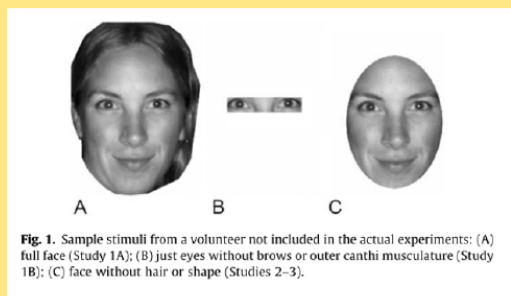 A B C
Fig. 1. Sample stimuli from a volunteer not included in the actual experiments: (A)
full face (Study 1A); (B) just eyes without brows or outer canthi musculature (Study
1B); (C) face without hair or shape (Studies 2–3).